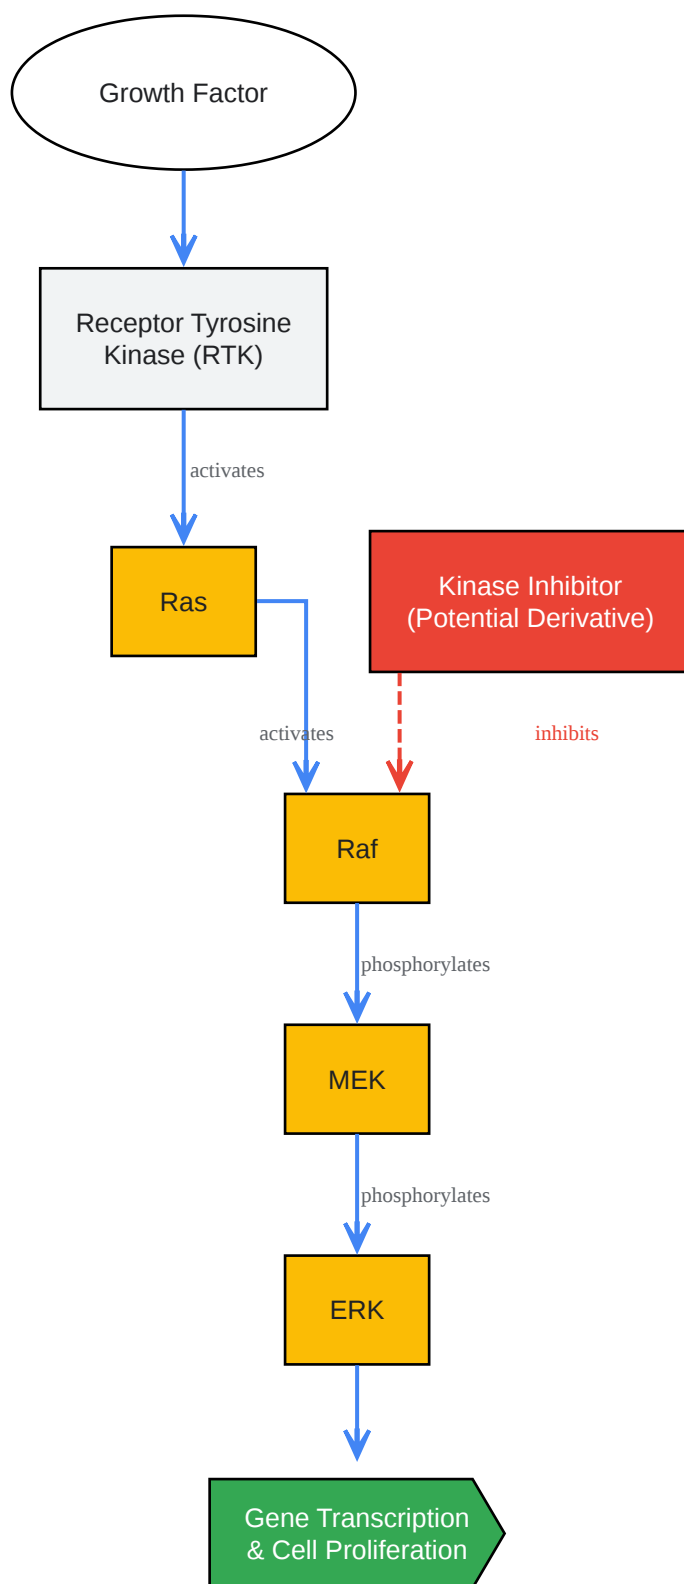 Growth Factor
Receptor Tyrosine
Kinase (RTK)
activates
Ras
Kinase Inhibitor
(Potential Derivative)
activates
inhibits
Raf
phosphorylates
MEK
phosphorylates
ERK
Gene Transcription
& Cell Proliferation